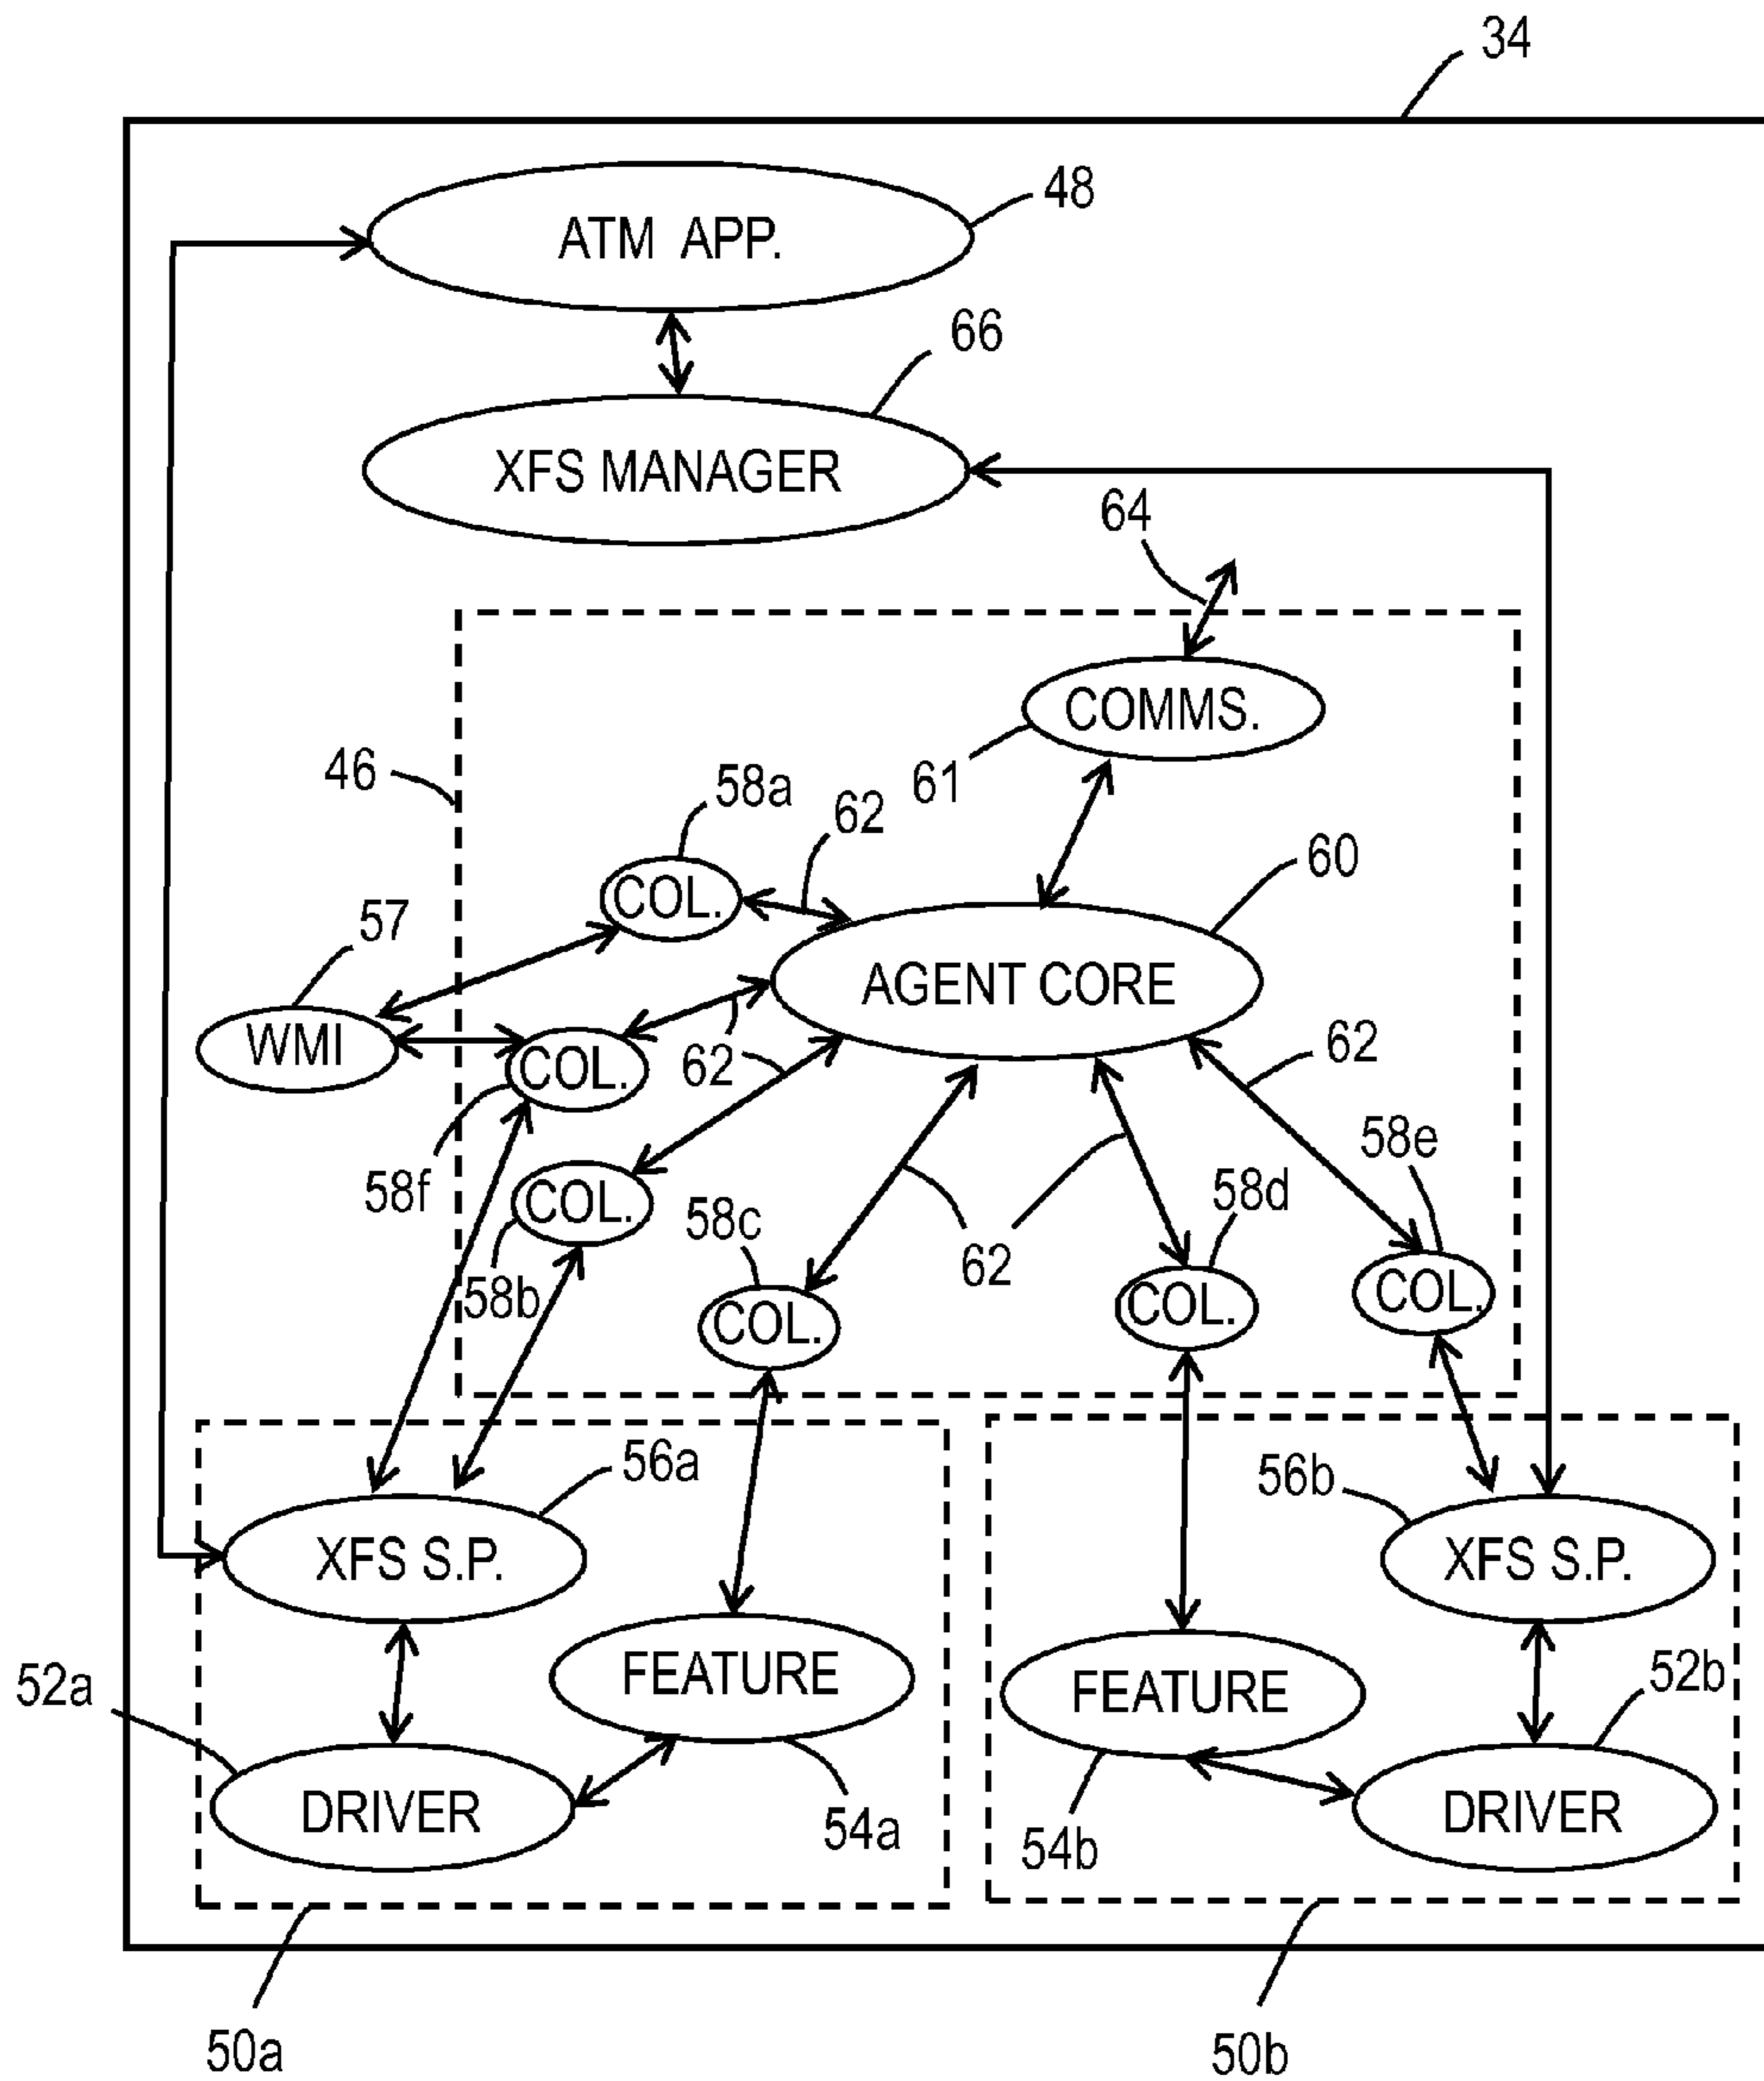 34
ATM APP.
48
66
XFS MANAGER
64
COMMS.
46
61
58a
62
60
COL.
57
AGENT CORE
WMI
COL.
62
62
58e
58f
COL.
58c
58d
58b
62
COL.
COL.
COL.
56a
56b
XFS S.P.
XFS S.P.
52a
FEATURE
FEATURE
52b
DRIVER
54a
54b
DRIVER
50a
50b